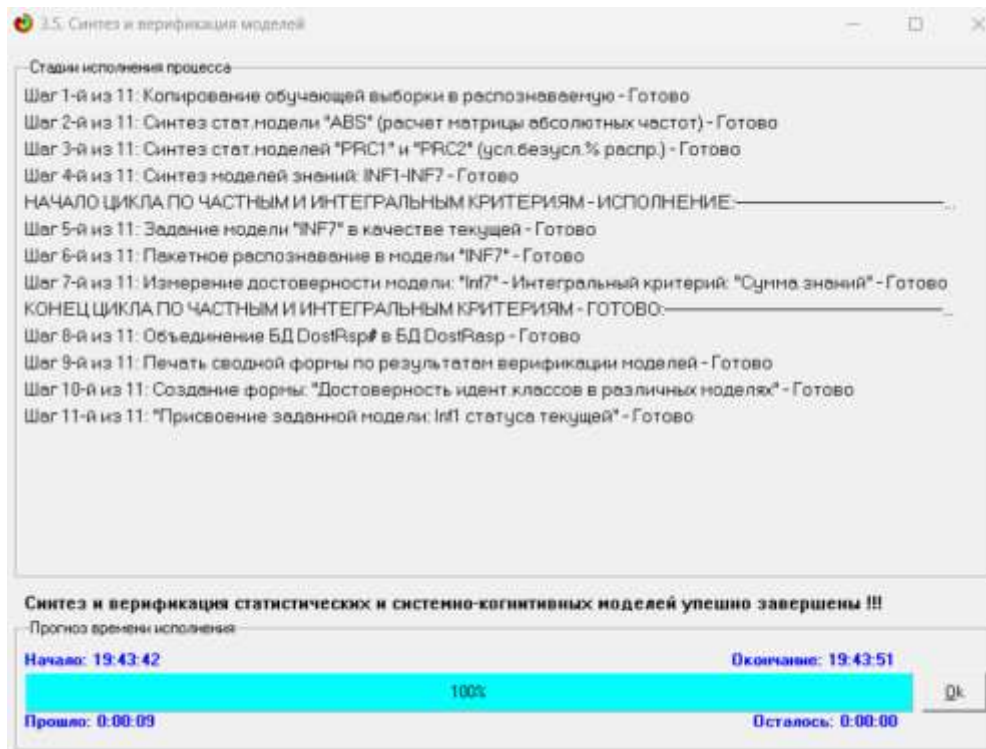 3.5. Синтез и верификация моделей
Стадии исполнения процесса
Шаг 1-й из 11: Копирование обучающей выборки в распознаваемую - Готово
Шаг 2-й из 11: Синтез стат.модели "ABS" (расчет матрицы абсолютных частот) - Готово
Шаг 3-й из 11: Синтез стат.моделей "PRC1" и "PRC2" (усл.безусл.% распр.) - Готово
Шаг 4-й из 11: Синтез моделей знаний: INF1-INF7 - Готово
НАЧАЛО ЦИКЛА ПО ЧАСТНЫМ И ИНТЕГРАЛЬНЫМ КРИТЕРИЯМ - ИСПОЛНЕНИЕ:————————...
Шаг 5-й из 11: Задание модели "INF7" в качестве текущей - Готово
Шаг 6-й из 11: Пакетное распознавание в модели "INF7" - Готово
Шаг 7-й из 11: Измерение достоверности модели: "Inf7" - Интегральный критерий: "Сумма знаний" - Готово
КОНЕЦ ЦИКЛА ПО ЧАСТНЫМ И ИНТЕГРАЛЬНЫМ КРИТЕРИЯМ - ГОТОВО:————————...
Шаг 8-й из 11: Объединение БД DostRsp# в БД DostRasp - Готово
Шаг 9-й из 11: Печать сводной формы по результатам верификации моделей - Готово
Шаг 10-й из 11: Создание формы: "Достоверность идент.классов в различных моделях" - Готово
Шаг 11-й из 11: "Присвоение заданной модели: Inf1 статуса текущей" - Готово
Синтез и верификация статистических и системно-когнитивных моделей упешно завершены !!!
Прогноз времени исполнения
Начало: 19:43:42
Окончание: 19:43:51
100%
Ok
Прошло: 0:00:09
Осталось: 0:00:00